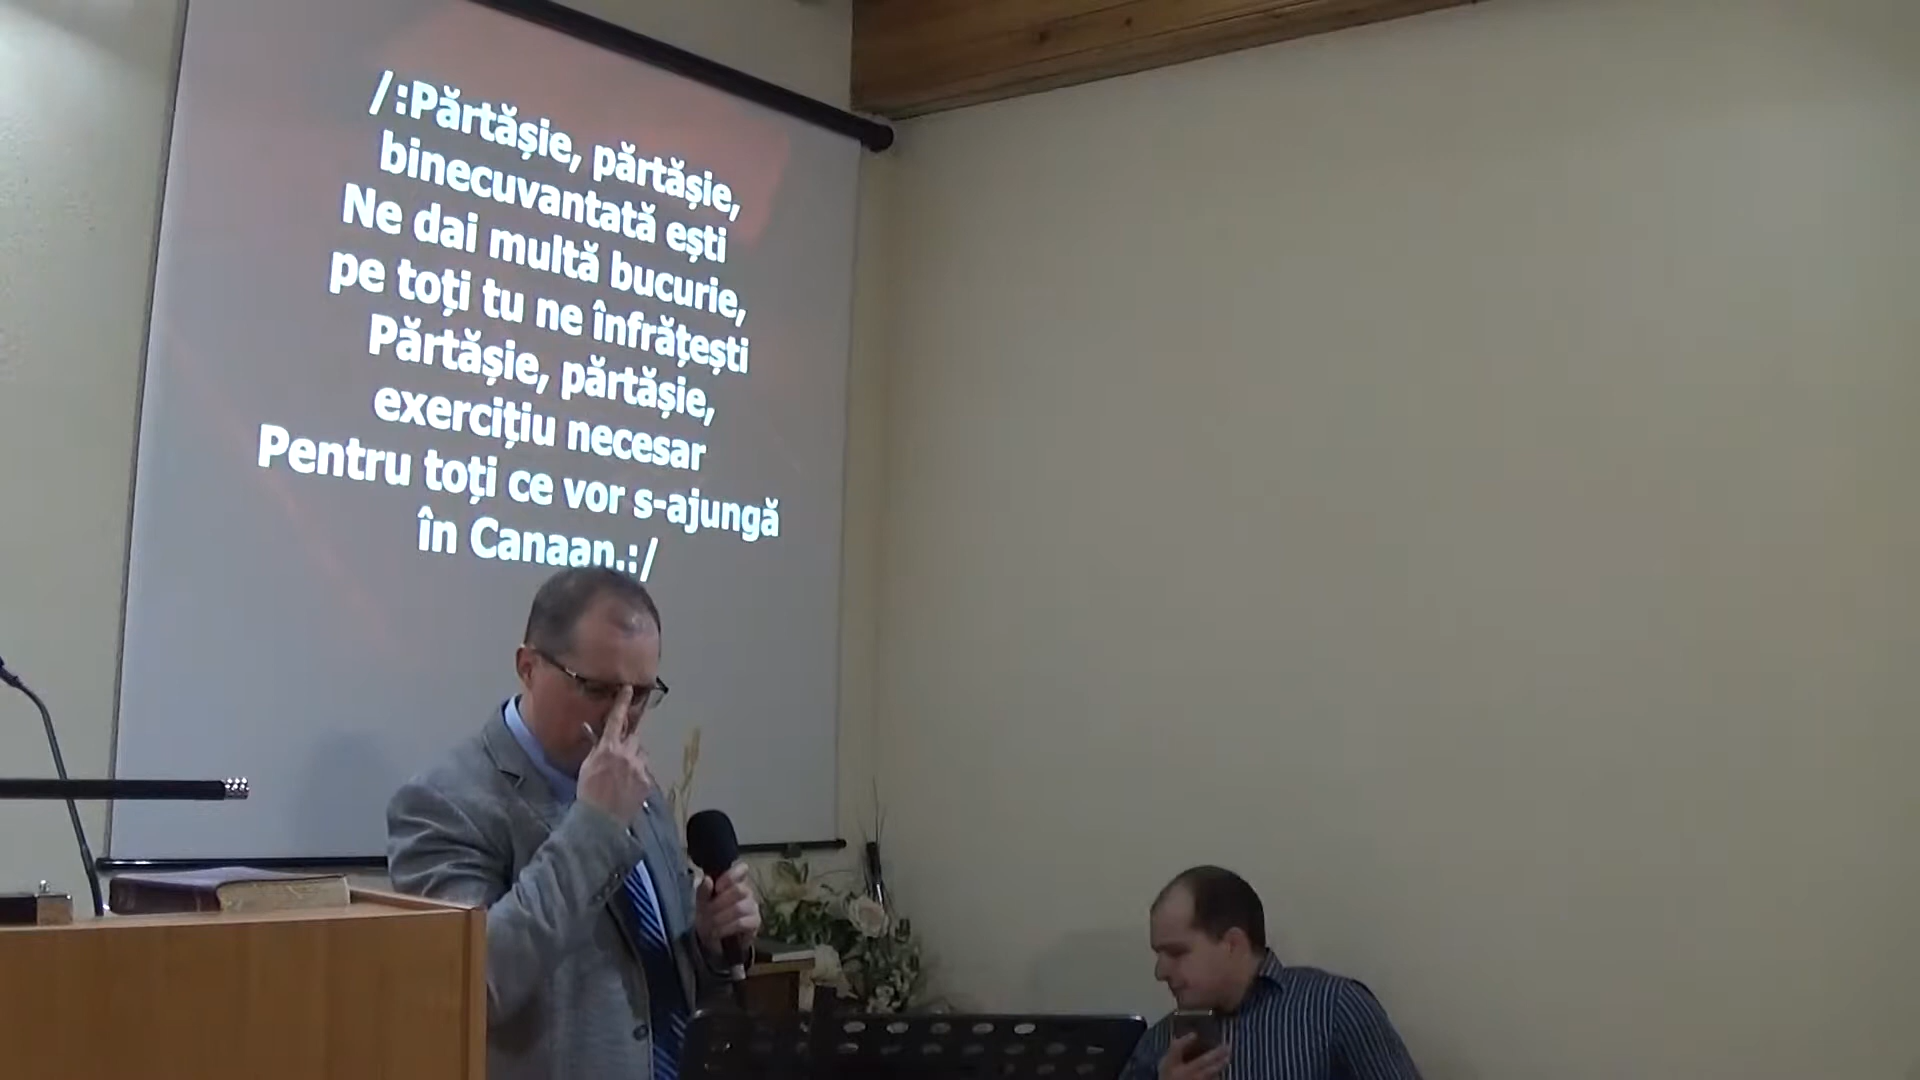 /:Părtășie, părtășie,
binecuvantată ești
Ne dai multă bucurie,
pe toți tu ne înfrățești
Părtășie, părtășie,
exercițiu necesar
Pentru toți ce vor s-ajungă
în Canaan.:/